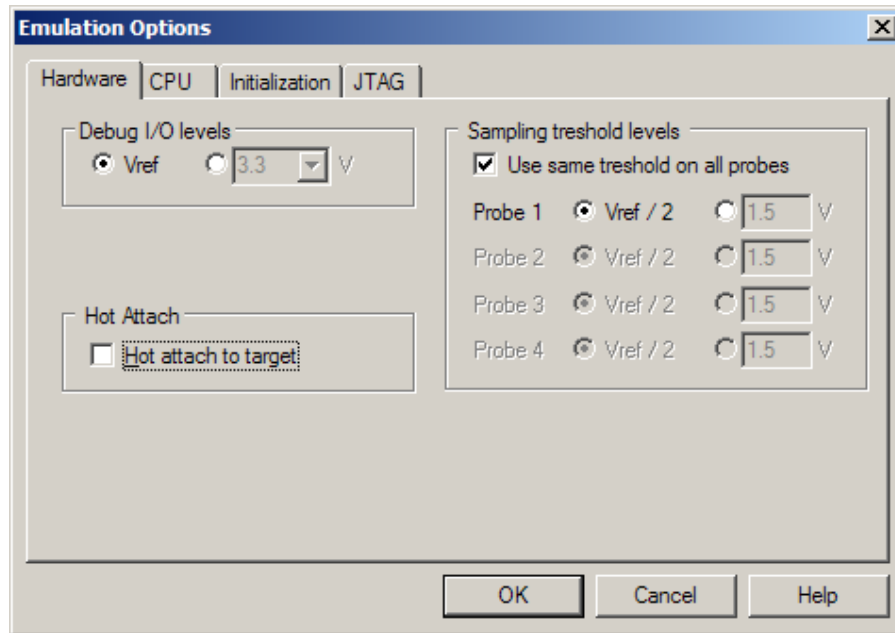 Emulation Options
Hardware CPU Initialization JTAG
Debug I/O levels
Vref 3.3 V
Hot Attach
Hot attach to target
Sampling treshold levels
Use same treshold on all probes
Probe 1 Vref / 2 1.5 V
Probe 2 Vref / 2 1.5 V
Probe 3 Vref / 2 1.5 V
Probe 4 Vref / 2 1.5 V
OK Cancel Help